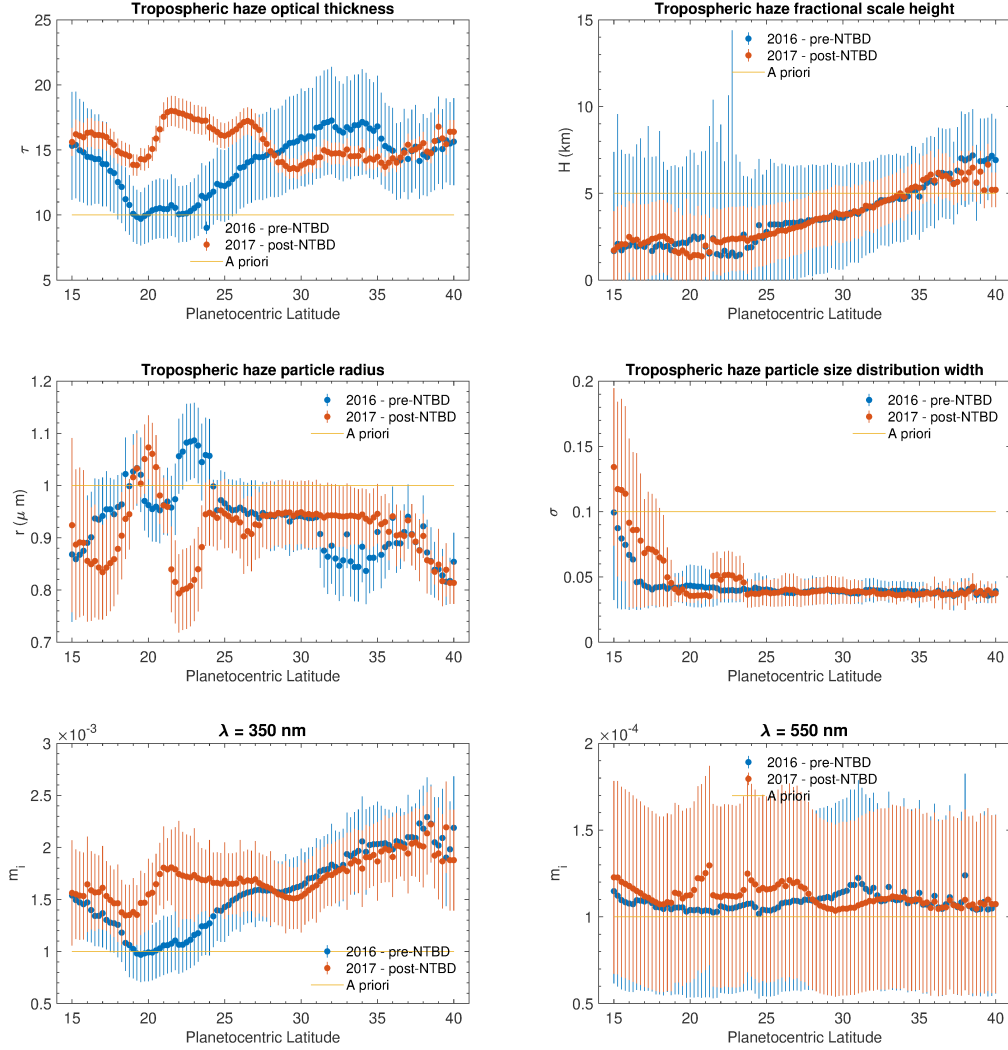 Tropospheric haze optical thickness
25
20
15
10
5
τ
2016 - pre-NTBD
2017 - post-NTBD
A priori
15 20 25 30 35 40
Planetocentric Latitude
Tropospheric haze fractional scale height
15
10
5
0
H (km)
2016 - pre-NTBD
2017 - post-NTBD
A priori
15 20 25 30 35 40
Planetocentric Latitude
Tropospheric haze particle radius
1.2
1.1
1
0.9
0.8
0.7
r (μ m)
2016 - pre-NTBD
2017 - post-NTBD
A priori
15 20 25 30 35 40
Planetocentric Latitude
Tropospheric haze particle size distribution width
0.2
0.15
0.1
0.05
0
σ
2016 - pre-NTBD
2017 - post-NTBD
A priori
15 20 25 30 35 40
Planetocentric Latitude
λ = 350 nm
×10⁻³
3
2.5
2
1.5
1
0.5
mᵢ
2016 - pre-NTBD
2017 - post-NTBD
A priori
15 20 25 30 35 40
Planetocentric Latitude
λ = 550 nm
×10⁻⁴
2
1.5
1
0.5
mᵢ
2016 - pre-NTBD
2017 - post-NTBD
A priori
15 20 25 30 35 40
Planetocentric Latitude